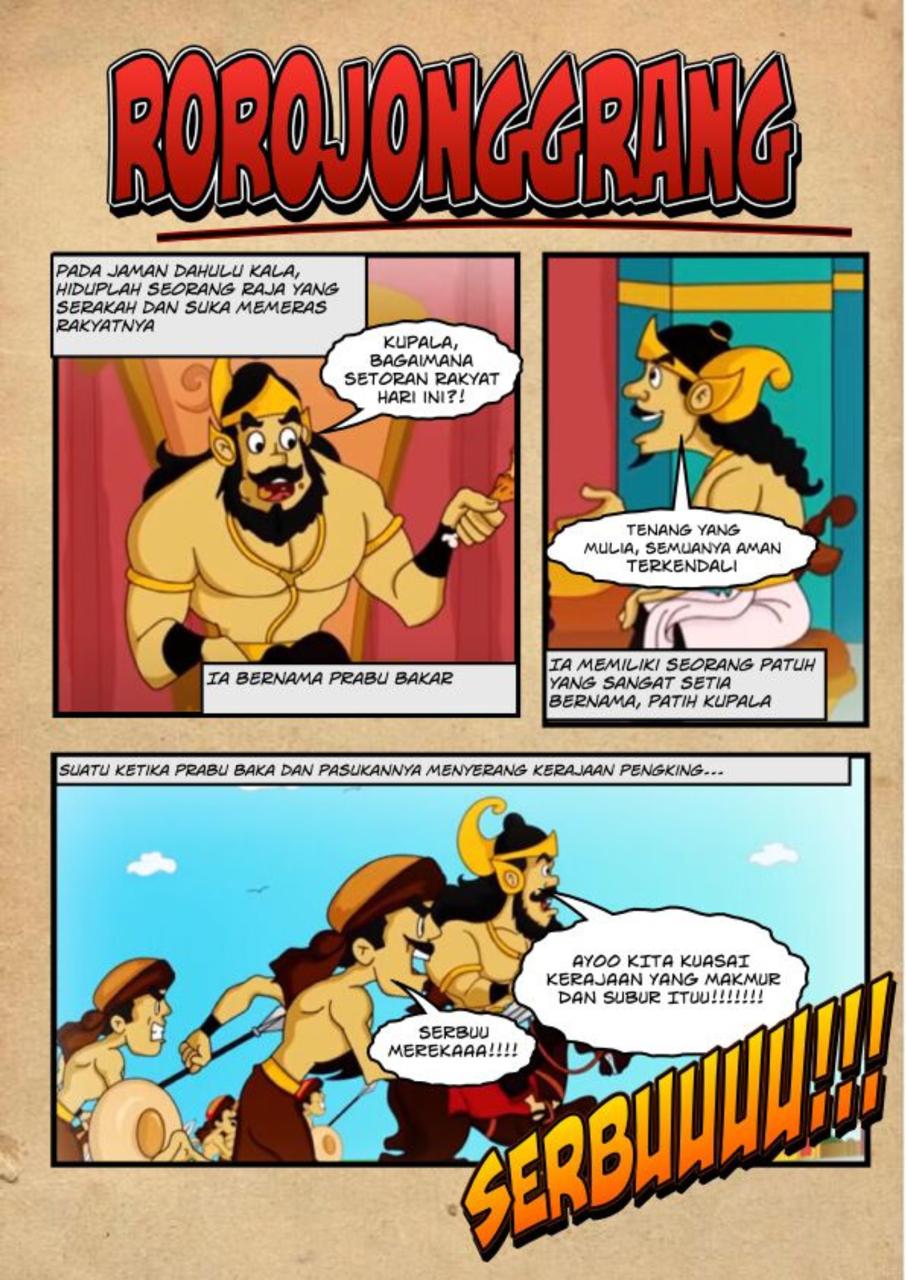 ROROJONGGRANG
PADA JAMAN DAHULU KALA,
HIDUPLAH SEORANG RAJA YANG
SERAKAH DAN SUKA MEMERAS
RAKYATNYA
KUPALA,
BAGAIMANA
SETORAN RAKYAT
HARI INI?!
IA BERNAMA PRABU BAKAR
TENANG YANG
MULIA, SEMUANYA AMAN
TERKENDALI
IA MEMILIKI SEORANG PATUH
YANG SANGAT SETIA
BERNAMA, PATIH KUPALA
SUATU KETIKA PRABU BAKA DAN PASUKANNYA MENYERANG KERAJAAN PENGKING...
AYOO KITA KUASAI
KERAJAAN YANG MAKMUR
DAN SUBUR ITUU!!!!!!!
SERBUU
MEREKAAA!!!!
SERBUUUUU!!!